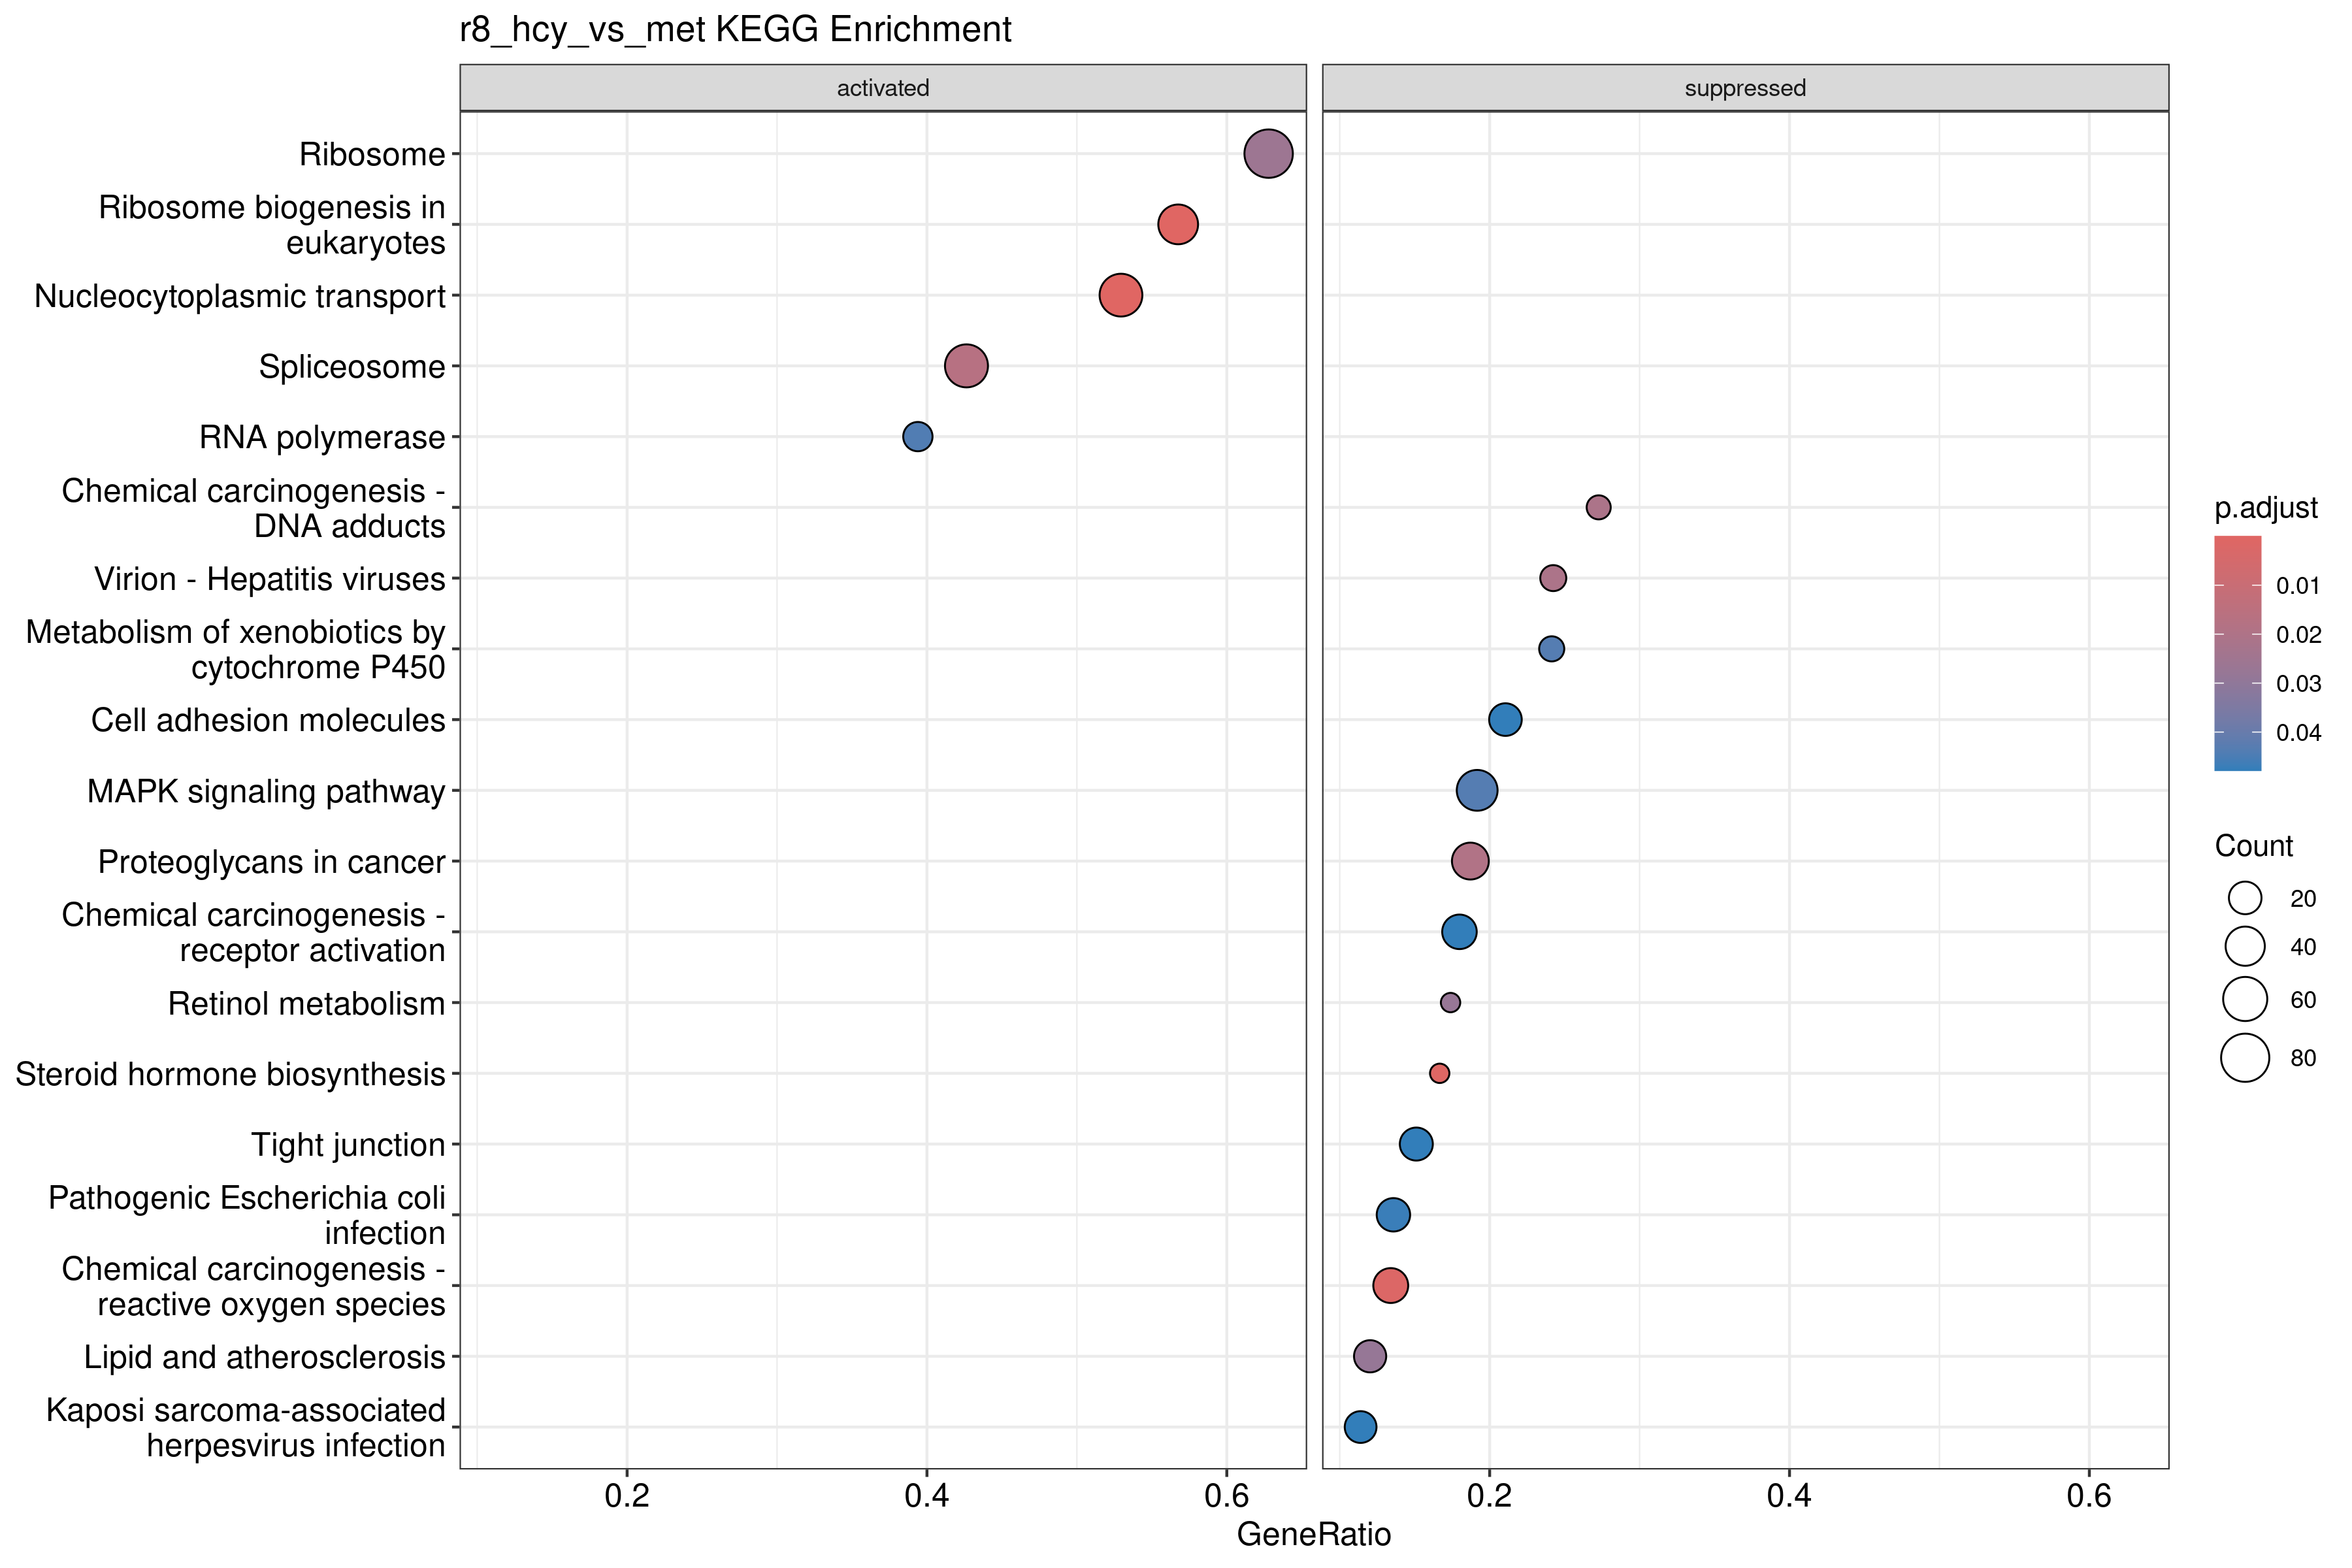 r8_hcy_vs_met KEGG Enrichment
activated
suppressed
Ribosome
Ribosome biogenesis in
eukaryotes
Nucleocytoplasmic transport
Spliceosome
RNA polymerase
Chemical carcinogenesis -
DNA adducts
Virion - Hepatitis viruses
Metabolism of xenobiotics by
cytochrome P450
Cell adhesion molecules
MAPK signaling pathway
Proteoglycans in cancer
Chemical carcinogenesis -
receptor activation
Retinol metabolism
Steroid hormone biosynthesis
Tight junction
Pathogenic Escherichia coli
infection
Chemical carcinogenesis -
reactive oxygen species
Lipid and atherosclerosis
Kaposi sarcoma-associated
herpesvirus infection
0.2 0.4 0.6 0.2 0.4 0.6
GeneRatio
p.adjust
0.01
0.02
0.03
0.04
Count
20
40
60
80